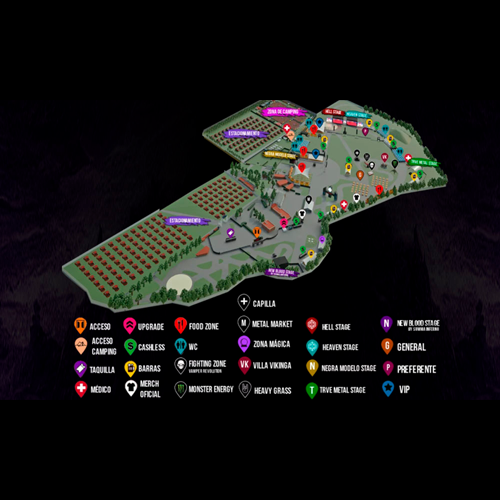 ZONA DE CAMPING
HELL STAGE
HEAVEN STAGE
ESTACIONAMIENTO
NEGRA MODELO STAGE
TRVE METAL STAGE
ESTACIONAMIENTO
NEW BLOOD STAGE
CAPILLA
ACCESO
UPGRADE
FOOD ZONE
METAL MARKET
HELL STAGE
NEW BLOOD STAGE
ACCESO
CAMPING
CASHLESS
WC
ZONA MÁGICA
HEAVEN STAGE
GENERAL
TAQUILLA
BARRAS
FIGHTING ZONE
VILLA VIKINGA
NEGRA MODELO STAGE
PREFERENTE
MÉDICO
MERCH
OFICIAL
MONSTER ENERGY
HEAVY GRASS
TRVE METAL STAGE
VIP